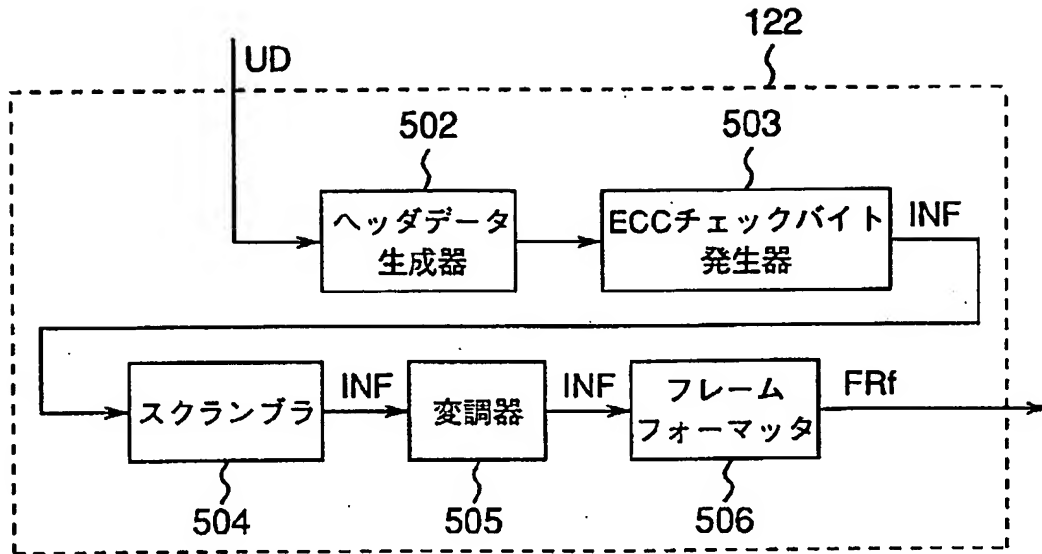 122
UD
502
503
ヘッダデータ
生成器
ECCチェックバイト
発生器
INF
スクランブラ
INF
変調器
INF
フレーム
フォーマッタ
FRf
504
505
506